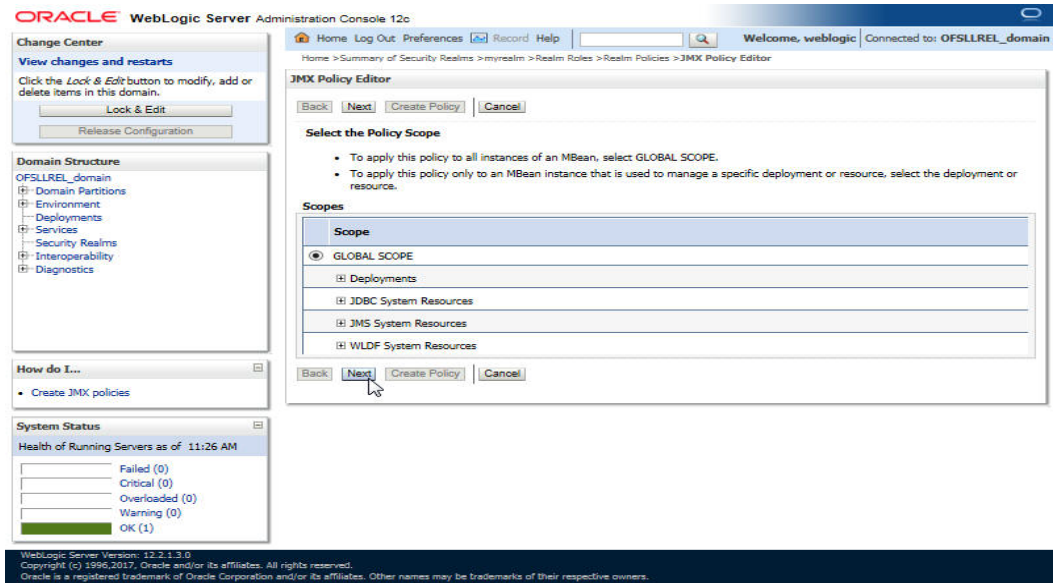 ORACLE WebLogic Server Administration Console 12c
Change Center
View changes and restarts
Click the Lock & Edit button to modify, add or
delete items in this domain.
Lock & Edit
Release Configuration
Domain Structure
OFSLLREL_domain
Domain Partitions
Environment
Deployments
Services
Security Realms
Interoperability
Diagnostics
How do I...
Create JMX policies
System Status
Health of Running Servers as of 11:26 AM
Failed (0)
Critical (0)
Overloaded (0)
Warning (0)
OK (1)
Home Log Out Preferences Record Help
Welcome, weblogic Connected to: OFSLLREL_domain
Home >Summary of Security Realms >myrealm >Realm Roles >Realm Policies >JMX Policy Editor
JMX Policy Editor
Back Next Create Policy Cancel
Select the Policy Scope
• To apply this policy to all instances of an MBean, select GLOBAL SCOPE.
• To apply this policy only to an MBean instance that is used to manage a specific deployment or resource, select the deployment or
resource.
Scopes
Scope
GLOBAL SCOPE
Deployments
JDBC System Resources
JMS System Resources
WLDF System Resources
Back Next Create Policy Cancel
WebLogic Server Version: 12.2.1.3.0
Copyright (c) 1996,2017, Oracle and/or its affiliates. All rights reserved.
Oracle is a registered trademark of Oracle Corporation and/or its affiliates. Other names may be trademarks of their respective owners.